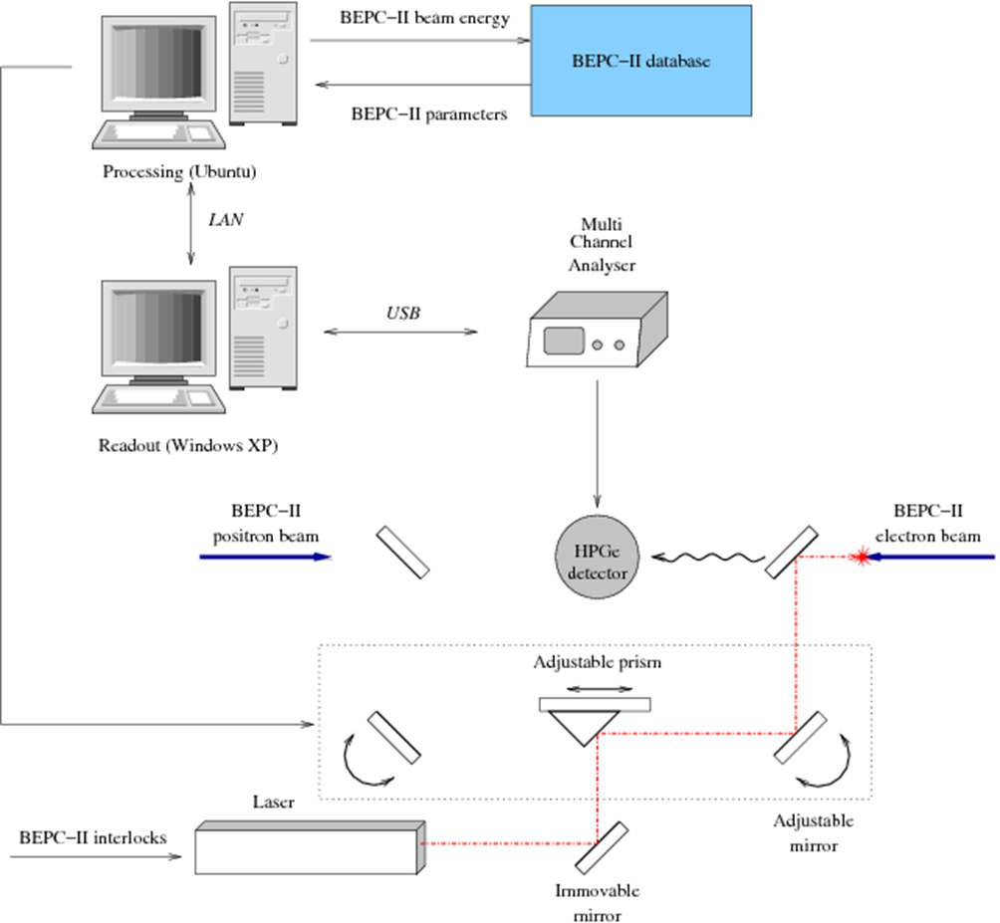 BEPC−II beam energy
BEPC−II database
BEPC−II parameters
Processing (Ubuntu)
LAN
Multi
Channel
Analyser
USB
Readout (Windows XP)
BEPC−II
positron beam
HPGe
detector
BEPC−II
electron beam
Adjustable prism
Laser
BEPC−II interlocks
Adjustable
mirror
Immovable
mirror